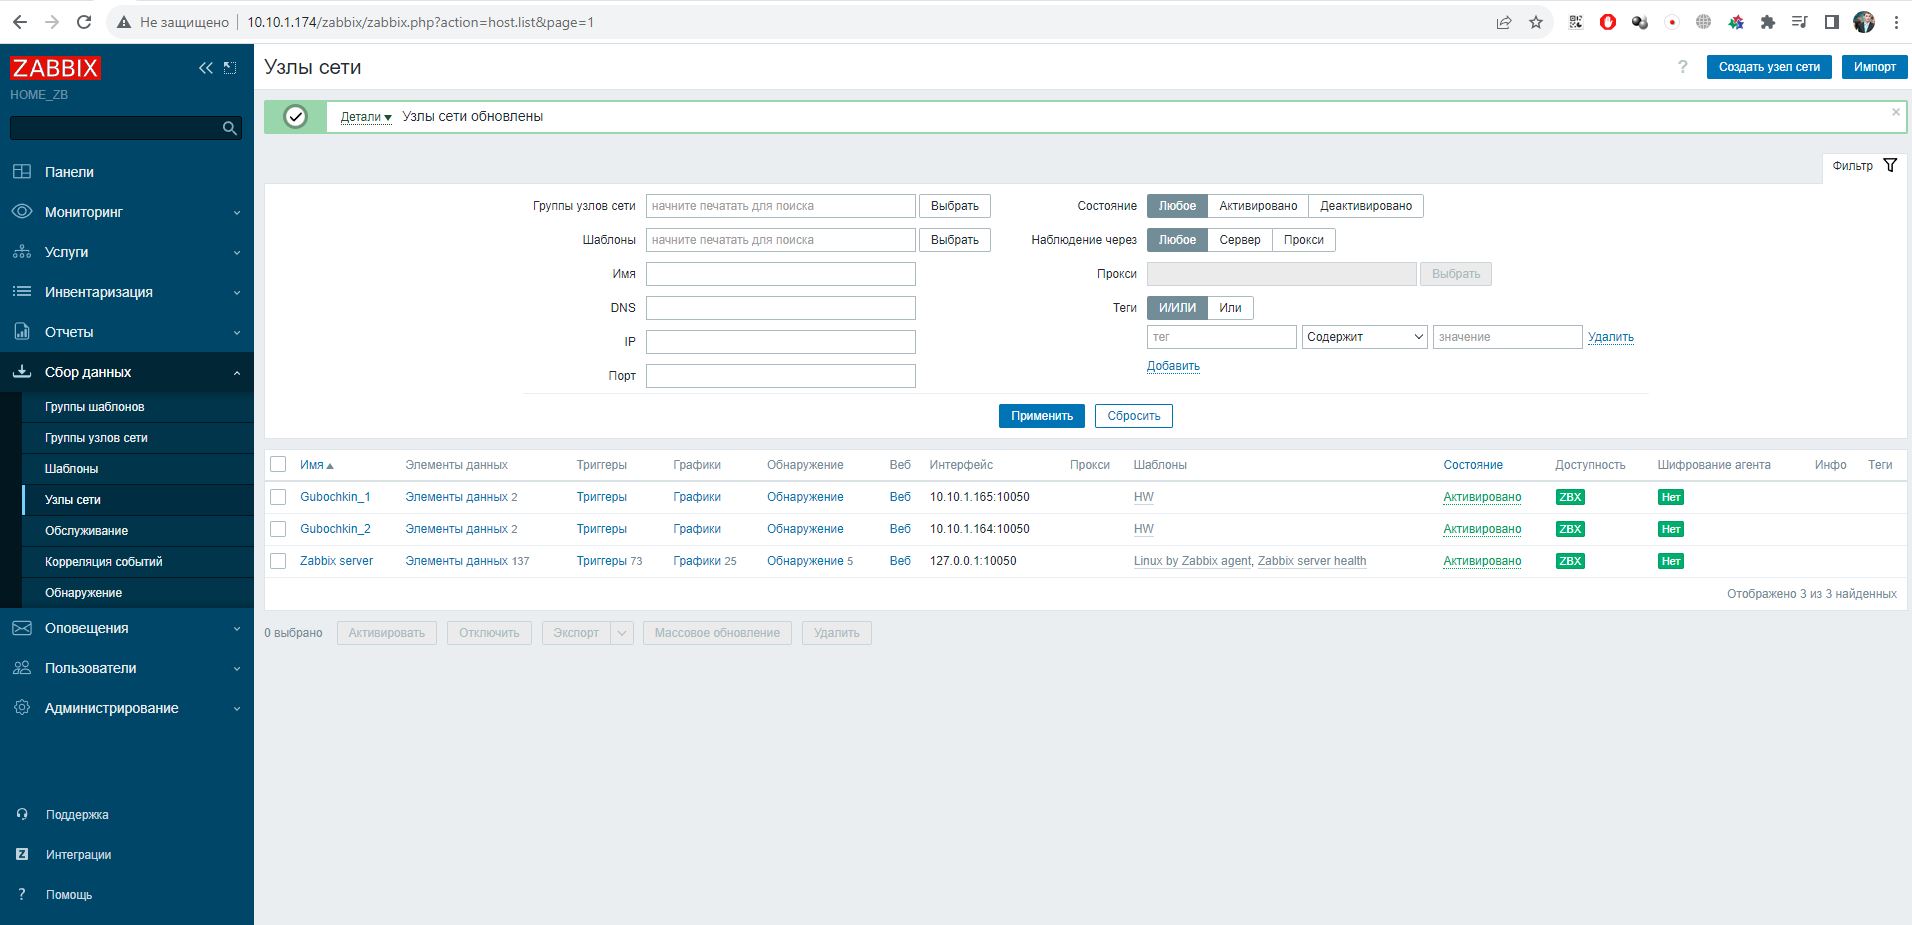 Не защищено 10.10.1.174/zabbix/zabbix.php?action=host.list&page=1
ZABBIX
HOME_ZB
Панели
Мониторинг
Услуги
Инвентаризация
Отчеты
Сбор данных
Группы шаблонов
Группы узлов сети
Шаблоны
Узлы сети
Обслуживание
Корреляция событий
Обнаружение
Оповещения
Пользователи
Администрирование
Поддержка
Z Интеграции
? Помощь
Узлы сети ? Создать узел сети Импорт
Детали Узлы сети обновлены
Фильтр
Группы узлов сети начните печатать для поиска Выбрать Состояние Любое Активировано Деактивировано
Шаблоны начните печатать для поиска Выбрать Наблюдение через Любое Сервер Прокси
Имя Прокси Выбрать
DNS Теги И/ИЛИ Или
IP тег Содержит значение Удалить
Порт Добавить
Применить Сбросить
Имя Элементы данных Триггеры Графики Обнаружение Веб Интерфейс Прокси Шаблоны Состояние Доступность Шифрование агента Инфо Теги
Gubochkin_1 Элементы данных 2 Триггеры Графики Обнаружение Веб 10.10.1.165:10050 HW Активировано ZBX Нет
Gubochkin_2 Элементы данных 2 Триггеры Графики Обнаружение Веб 10.10.1.164:10050 HW Активировано ZBX Нет
Zabbix server Элементы данных 137 Триггеры 73 Графики 25 Обнаружение 5 Веб 127.0.0.1:10050 Linux by Zabbix agent, Zabbix server health Активировано ZBX Нет
Отображено 3 из 3 найденных
0 выбрано Активировать Отключить Экспорт Массовое обновление Удалить